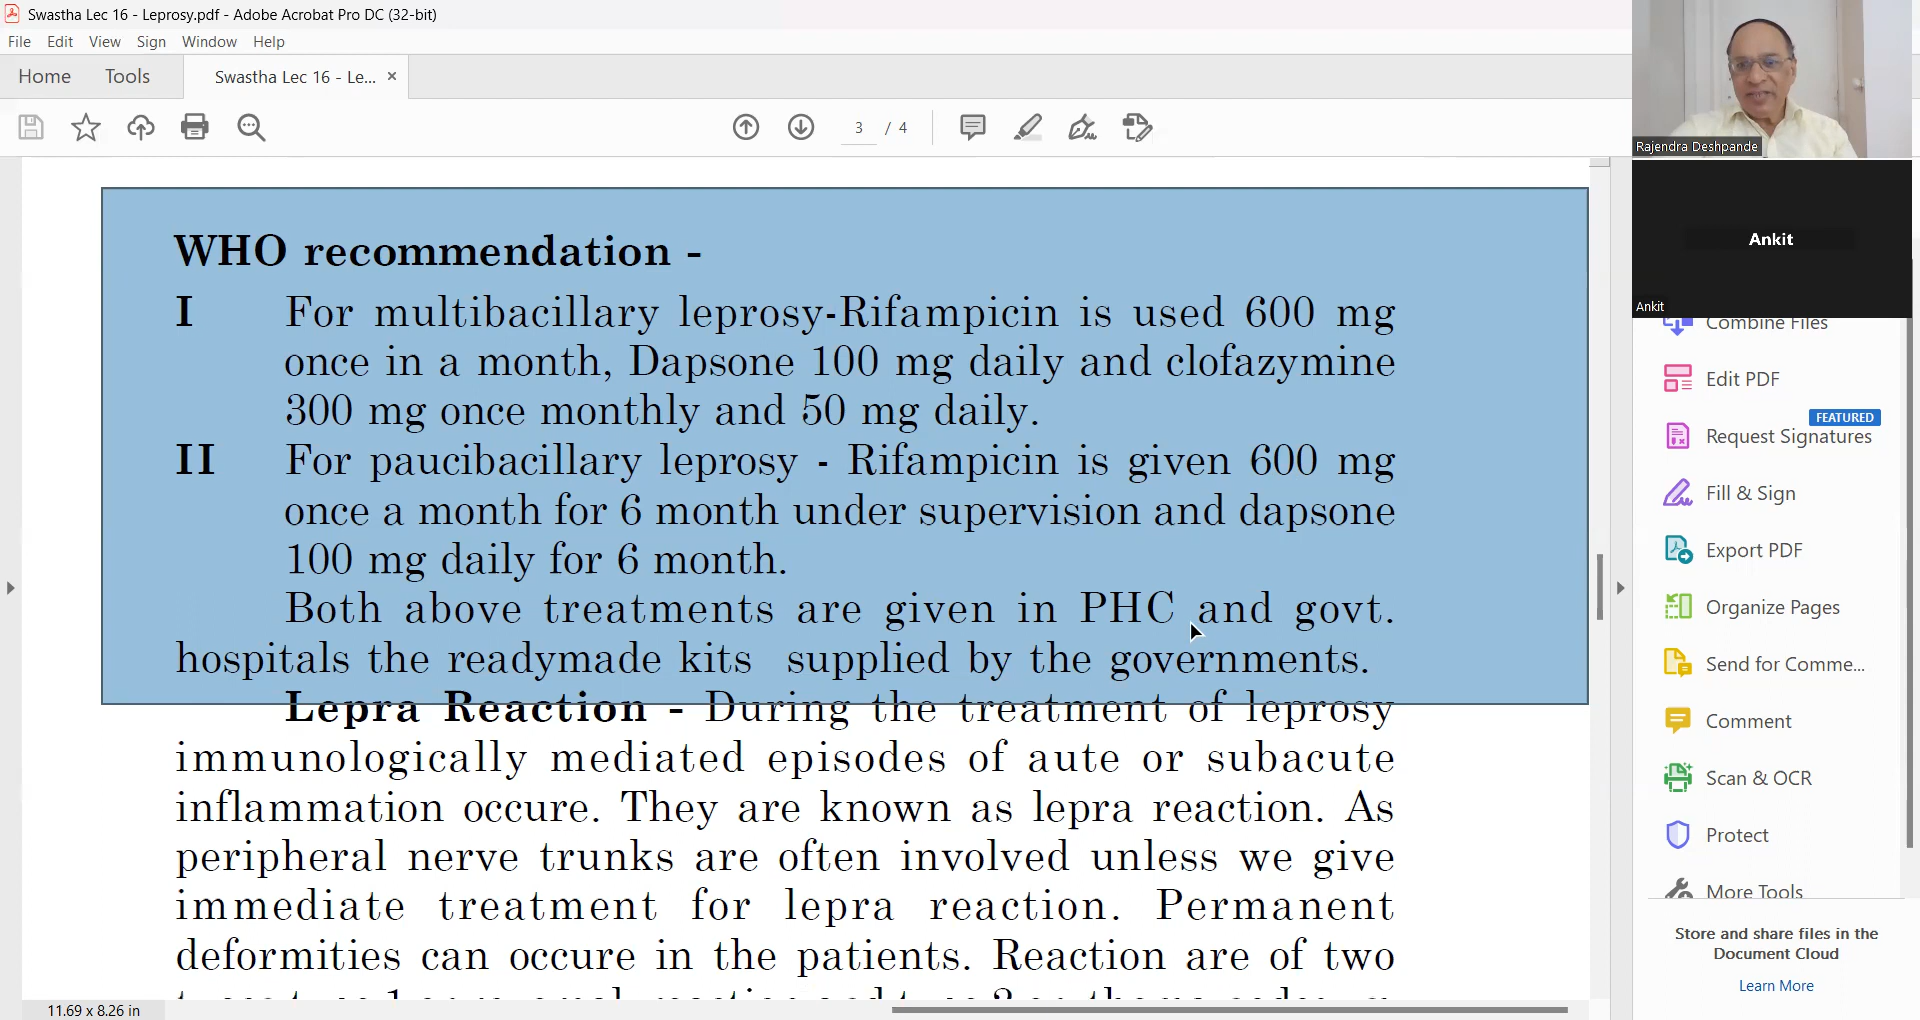 Swastha Lec 16 - Leprosy.pdf - Adobe Acrobat Pro DC (32-bit)
File Edit View Sign Window Help
Home Tools Swastha Lec 16 - Le... ×
3 / 4
WHO recommendation -
I For multibacillary leprosy-Rifampicin is used 600 mg
once in a month, Dapsone 100 mg daily and clofazymine
300 mg once monthly and 50 mg daily.
II For paucibacillary leprosy - Rifampicin is given 600 mg
once a month for 6 month under supervision and dapsone
100 mg daily for 6 month.
Both above treatments are given in PHC and govt.
hospitals the readymade kits supplied by the governments.
Lepra Reaction - During the treatment of leprosy
immunologically mediated episodes of aute or subacute
inflammation occure. They are known as lepra reaction. As
peripheral nerve trunks are often involved unless we give
immediate treatment for lepra reaction. Permanent
deformities can occure in the patients. Reaction are of two
11.69 x 8.26 in
Rajendra Deshpande
Ankit
Ankit
Combine Files
Edit PDF
FEATURED
Request Signatures
Fill & Sign
Export PDF
Organize Pages
Send for Comme...
Comment
Scan & OCR
Protect
More Tools
Store and share files in the
Document Cloud
Learn More